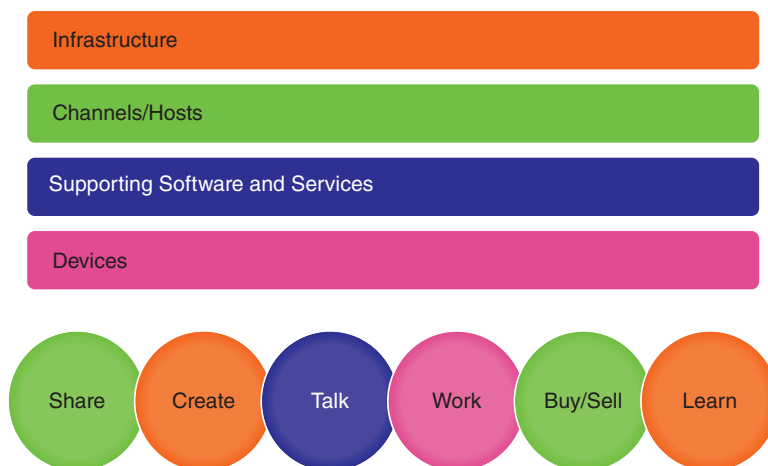 Infrastructure
Channels/Hosts
Supporting Software and Services
Devices
Share Create Talk Work Buy/Sell Learn